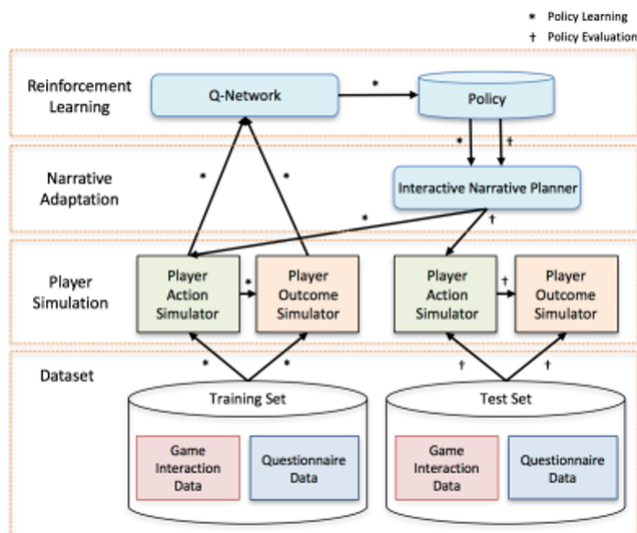 * Policy Learning
† Policy Evaluation
Reinforcement
Learning
Q-Network
*
Policy
*
†
Narrative
Adaptation
*
*
Interactive Narrative Planner
*
†
Player
Simulation
Player
Action
Simulator
*
Player
Outcome
Simulator
Player
Action
Simulator
†
Player
Outcome
Simulator
Dataset
*
*
†
†
Training Set
Test Set
Game
Interaction
Data
Questionnaire
Data
Game
Interaction
Data
Questionnaire
Data